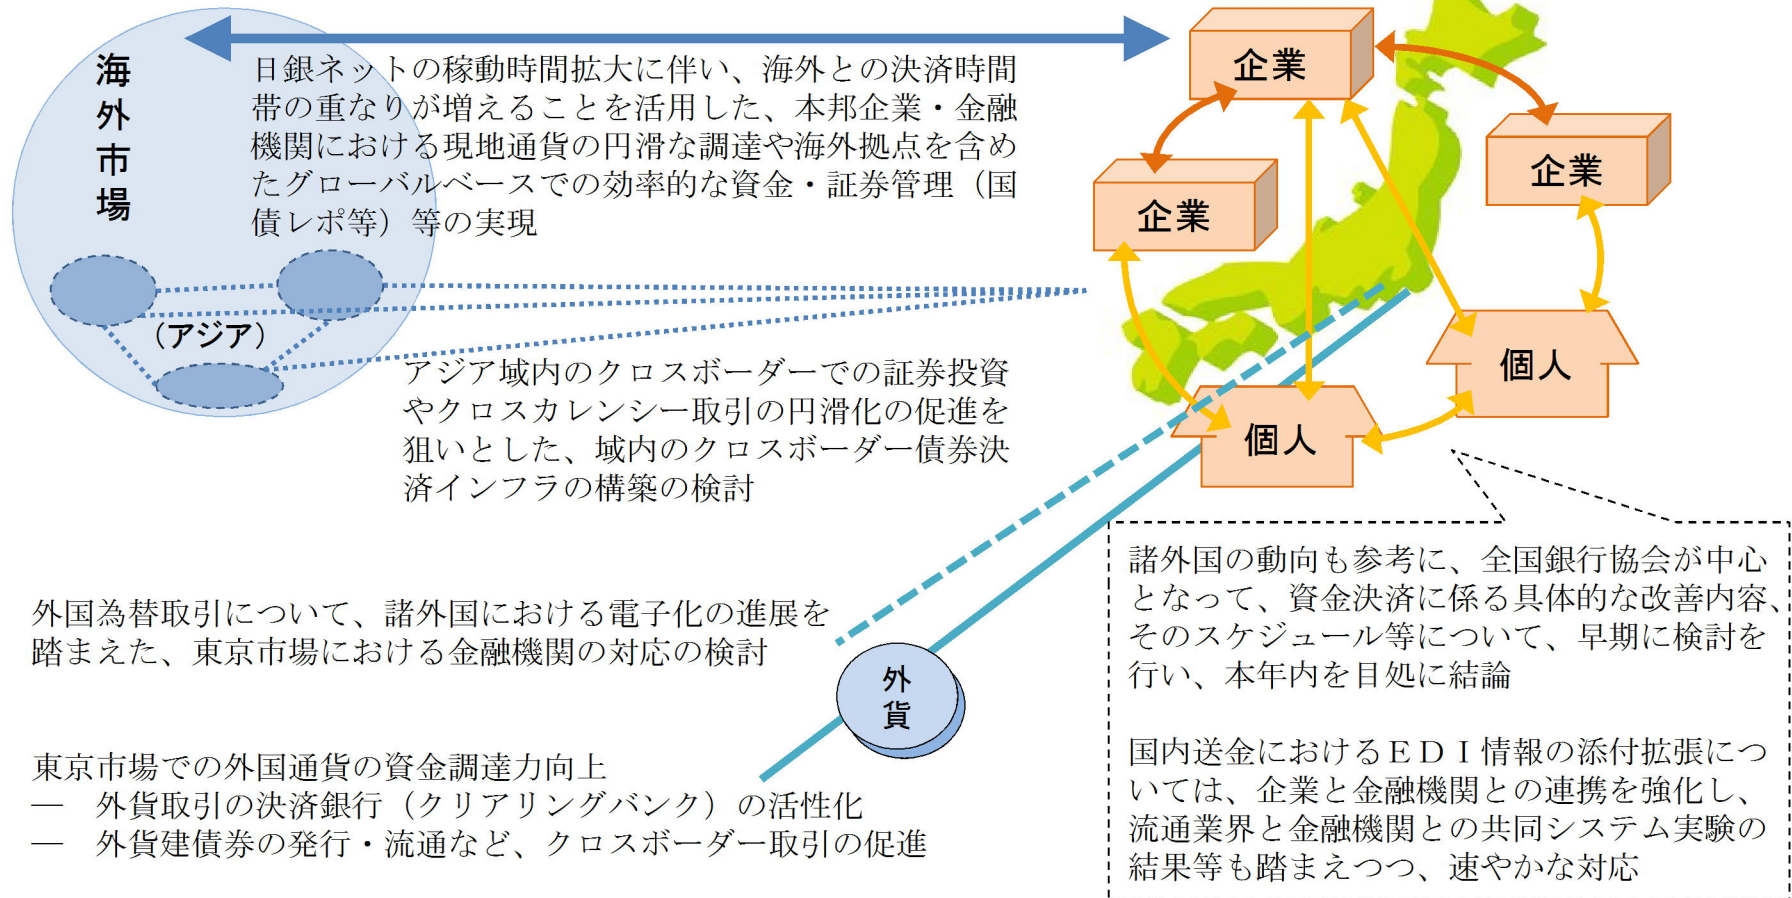 海外市場
日銀ネットの稼動時間拡大に伴い、海外との決済時間
帯の重なりが増えることを活用した、本邦企業・金融
機関における現地通貨の円滑な調達や海外拠点を含め
たグローバルベースでの効率的な資金・証券管理（国
債レポ等）等の実現
企業
企業
企業
（アジア）
個人
個人
アジア域内のクロスボーダーでの証券投資
やクロスカレンシー取引の円滑化の促進を
狙いとした、域内のクロスボーダー債券決
済インフラの構築の検討
外国為替取引について、諸外国における電子化の進展を
踏まえた、東京市場における金融機関の対応の検討
外貨
東京市場での外国通貨の資金調達力向上
― 外貨取引の決済銀行（クリアリングバンク）の活性化
― 外貨建債券の発行・流通など、クロスボーダー取引の促進
諸外国の動向も参考に、全国銀行協会が中心
となって、資金決済に係る具体的な改善内容、
そのスケジュール等について、早期に検討を
行い、本年内を目処に結論
国内送金におけるＥＤＩ情報の添付拡張につ
いては、企業と金融機関との連携を強化し、
流通業界と金融機関との共同システム実験の
結果等も踏まえつつ、速やかな対応